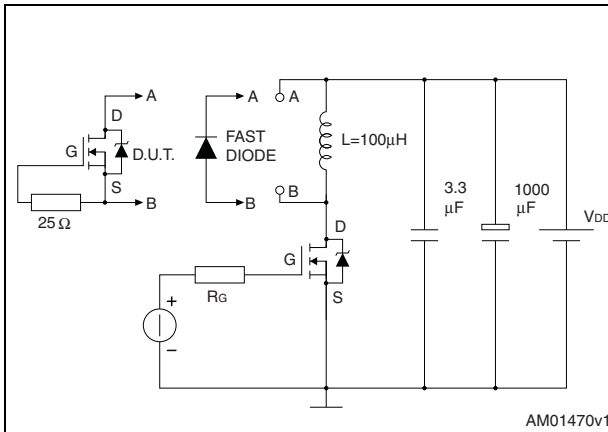 A
A
A
D
FAST
DIODE
L=100µH
G
D.U.T.
S
B
B
B
25 Ω
3.3
µF
1000
µF
VDD
D
G
S
RG
+
–
AM01470v1